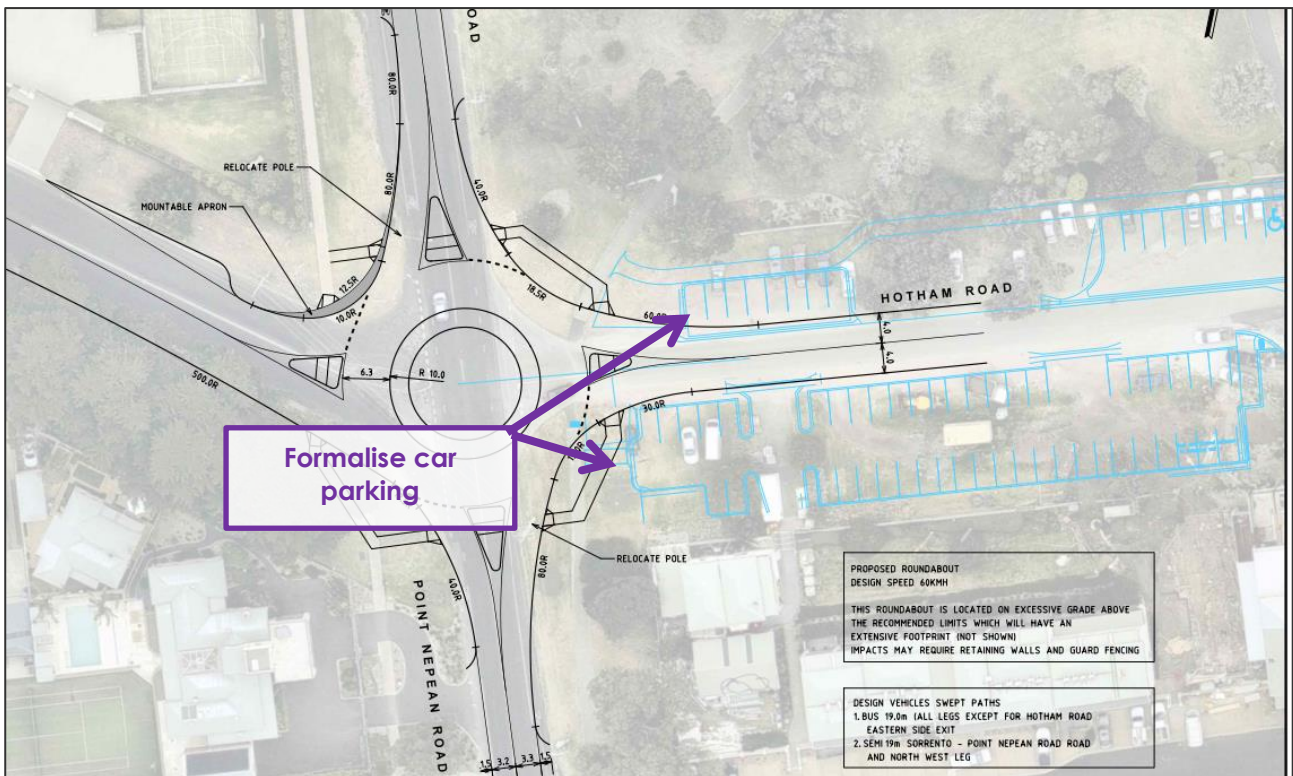 OAD
80.0R
RELOCATE POLE
80.0R
40.0R
MOUNTABLE APRON
12.5R
10.0R
18.5R
HOTHAM ROAD
60.0R
4.0
4.0
500.0R
6.3
R 10.0
30.0R
Formalise car
parking
RELOCATE POLE
POINT NEPEAN ROAD
40.0R
80.0R
1.5 3.2 3.3 1.5
PROPOSED ROUNDABOUT
DESIGN SPEED 60KMH
THIS ROUNDABOUT IS LOCATED ON EXCESSIVE GRADE ABOVE
THE RECOMMENDED LIMITS WHICH WILL HAVE AN
EXTENSIVE FOOTPRINT (NOT SHOWN)
IMPACTS MAY REQUIRE RETAINING WALLS AND GUARD FENCING
DESIGN VEHICLES SWEPT PATHS
1. BUS 19.0m (ALL LEGS EXCEPT FOR HOTHAM ROAD
EASTERN SIDE EXIT
2. SEMI 19m SORRENTO - POINT NEPEAN ROAD ROAD
AND NORTH WEST LEG